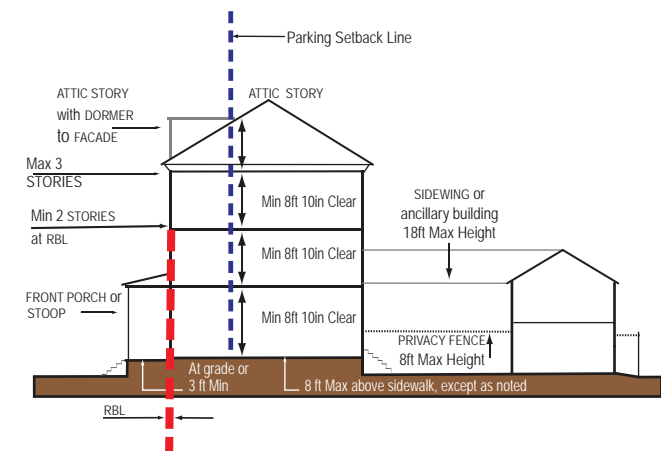 Parking Setback Line
ATTIC STORY
with DORMER
to FACADE
ATTIC STORY
Max 3
STORIES
Min 8ft 10in Clear
SIDEWING or
ancillary building
18ft Max Height
Min 2 STORIES
at RBL
Min 8ft 10in Clear
FRONT PORCH or
STOOP
Min 8ft 10in Clear
PRIVACY FENCE
8ft Max Height
At grade or
3 ft Min
8 ft Max above sidewalk, except as noted
RBL